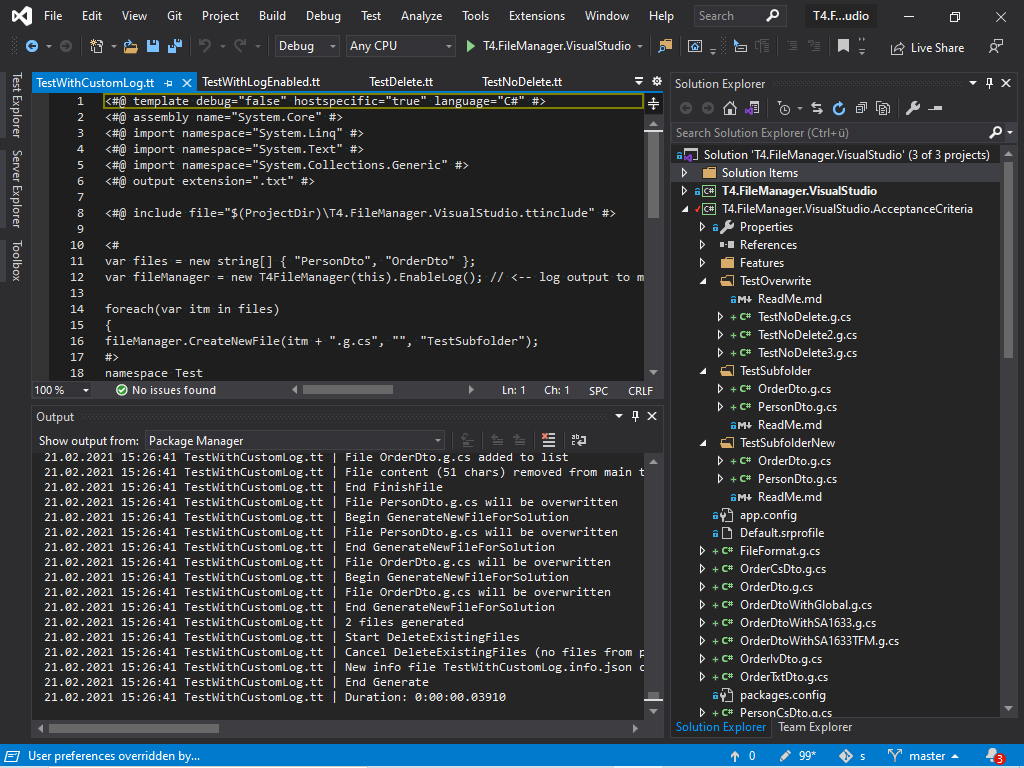 File Edit View Git Project Build Debug Test Analyze Tools Extensions Window Help Search T4.F...udio
Debug Any CPU T4.FileManager.VisualStudio Live Share
Test Explorer
Server Explorer
Toolbox
TestWithCustomLog.tt TestWithLogEnabled.tt TestDelete.tt TestNoDelete.tt
1 <#@ template debug="false" hostspecific="true" language="C#" #>
2 <#@ assembly name="System.Core" #>
3 <#@ import namespace="System.Linq" #>
4 <#@ import namespace="System.Text" #>
5 <#@ import namespace="System.Collections.Generic" #>
6 <#@ output extension=".txt" #>
7
8 <#@ include file="$(ProjectDir)\T4.FileManager.VisualStudio.ttinclude" #>
9
10 <#
11 var files = new string[] { "PersonDto", "OrderDto" };
12 var fileManager = new T4FileManager(this).EnableLog(); // <-- log output to m
13
14 foreach(var itm in files)
15 {
16 fileManager.CreateNewFile(itm + ".g.cs", "", "TestSubfolder");
17 #>
18 namespace Test
100 % No issues found Ln: 1 Ch: 1 SPC CRLF
Output
Show output from: Package Manager
21.02.2021 15:26:41 TestWithCustomLog.tt | File OrderDto.g.cs added to list
21.02.2021 15:26:41 TestWithCustomLog.tt | File content (51 chars) removed from main t
21.02.2021 15:26:41 TestWithCustomLog.tt | End FinishFile
21.02.2021 15:26:41 TestWithCustomLog.tt | File PersonDto.g.cs will be overwritten
21.02.2021 15:26:41 TestWithCustomLog.tt | Begin GenerateNewFileForSolution
21.02.2021 15:26:41 TestWithCustomLog.tt | File PersonDto.g.cs will be overwritten
21.02.2021 15:26:41 TestWithCustomLog.tt | End GenerateNewFileForSolution
21.02.2021 15:26:41 TestWithCustomLog.tt | File OrderDto.g.cs will be overwritten
21.02.2021 15:26:41 TestWithCustomLog.tt | Begin GenerateNewFileForSolution
21.02.2021 15:26:41 TestWithCustomLog.tt | File OrderDto.g.cs will be overwritten
21.02.2021 15:26:41 TestWithCustomLog.tt | End GenerateNewFileForSolution
21.02.2021 15:26:41 TestWithCustomLog.tt | 2 files generated
21.02.2021 15:26:41 TestWithCustomLog.tt | Start DeleteExistingFiles
21.02.2021 15:26:41 TestWithCustomLog.tt | Cancel DeleteExistingFiles (no files from p
21.02.2021 15:26:41 TestWithCustomLog.tt | New info file TestWithCustomLog.info.json c
21.02.2021 15:26:41 TestWithCustomLog.tt | End Generate
21.02.2021 15:26:41 TestWithCustomLog.tt | Duration: 0:00:00.03910
Solution Explorer
Search Solution Explorer (Ctrl+ü)
Solution 'T4.FileManager.VisualStudio' (3 of 3 projects)
Solution Items
C# T4.FileManager.VisualStudio
C# T4.FileManager.VisualStudio.AcceptanceCriteria
Properties
References
Features
TestOverwrite
M↓ ReadMe.md
+ C# TestNoDelete.g.cs
+ C# TestNoDelete2.g.cs
+ C# TestNoDelete3.g.cs
TestSubfolder
+ C# OrderDto.g.cs
+ C# PersonDto.g.cs
M↓ ReadMe.md
TestSubfolderNew
+ C# OrderDto.g.cs
+ C# PersonDto.g.cs
M↓ ReadMe.md
app.config
Default.srprofile
+ C# FileFormat.g.cs
+ C# OrderCsDto.g.cs
+ C# OrderDto.g.cs
+ C# OrderDtoWithGlobal.g.cs
+ C# OrderDtoWithSA1633.g.cs
+ C# OrderDtoWithSA1633TFM.g.cs
+ C# OrderIvDto.g.cs
+ C# OrderTxtDto.g.cs
packages.config
+ C# PersonCsDto.g.cs
Solution Explorer Team Explorer
User preferences overridden by... 0 99* s master 3